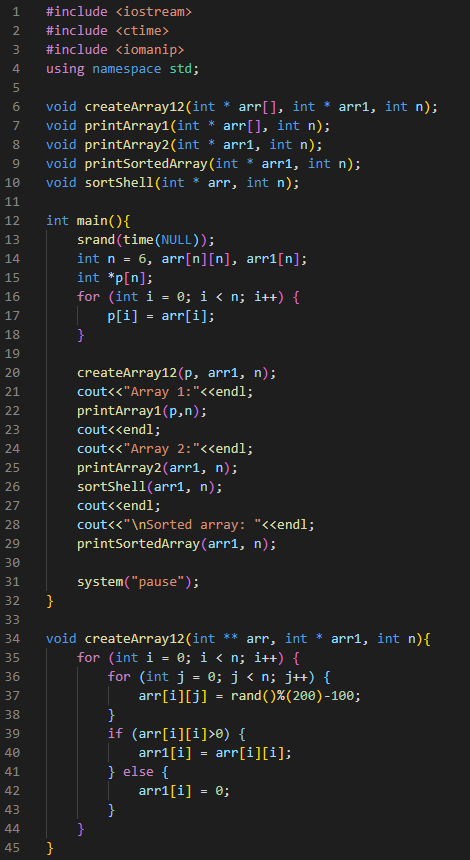 1 #include <iostream>
2 #include <ctime>
3 #include <iomanip>
4 using namespace std;
5
6 void createArray12(int * arr[], int * arr1, int n);
7 void printArray1(int * arr[], int n);
8 void printArray2(int * arr1, int n);
9 void printSortedArray(int * arr1, int n);
10 void sortShell(int * arr, int n);
11
12 int main(){
13     srand(time(NULL));
14     int n = 6, arr[n][n], arr1[n];
15     int *p[n];
16     for (int i = 0; i < n; i++) {
17         p[i] = arr[i];
18     }
19
20     createArray12(p, arr1, n);
21     cout<<"Array 1:"<<endl;
22     printArray1(p,n);
23     cout<<endl;
24     cout<<"Array 2:"<<endl;
25     printArray2(arr1, n);
26     sortShell(arr1, n);
27     cout<<endl;
28     cout<<"\nSorted array: "<<endl;
29     printSortedArray(arr1, n);
30
31     system("pause");
32 }
33
34 void createArray12(int ** arr, int * arr1, int n){
35     for (int i = 0; i < n; i++) {
36         for (int j = 0; j < n; j++) {
37             arr[i][j] = rand()%(200)-100;
38         }
39         if (arr[i][i]>0) {
40             arr1[i] = arr[i][i];
41         } else {
42             arr1[i] = 0;
43         }
44     }
45 }